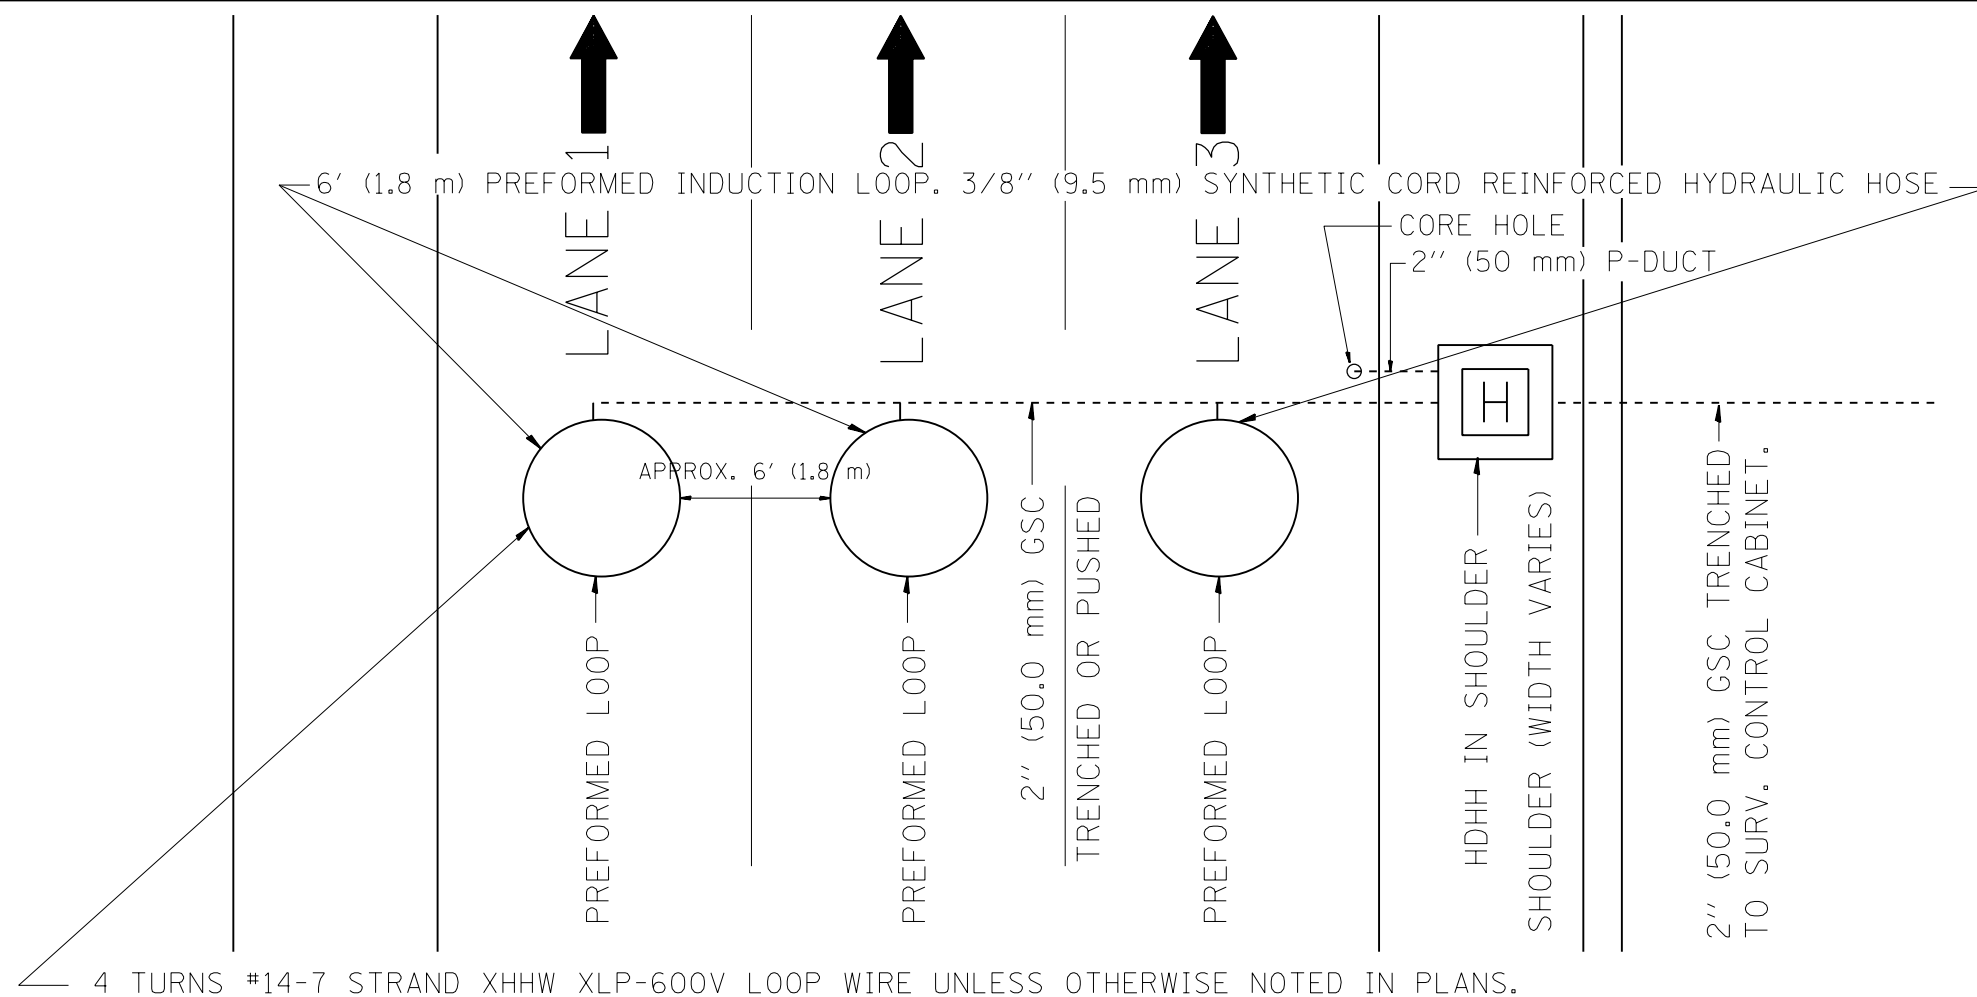 LANE 1
LANE 2
LANE 3
6' (1.8 m) PREFORMED INDUCTION LOOP. 3/8'' (9.5 mm) SYNTHETIC CORD REINFORCED HYDRAULIC HOSE
CORE HOLE
2'' (50 mm) P-DUCT
H
APPROX. 6' (1.8 m)
PREFORMED LOOP
PREFORMED LOOP
2'' (50.0 mm) GSC
TRENCHED OR PUSHED
PREFORMED LOOP
HDHH IN SHOULDER
SHOULDER (WIDTH VARIES)
2'' (50.0 mm) GSC TRENCHED
TO SURV. CONTROL CABINET.
4 TURNS #14-7 STRAND XHHW XLP-600V LOOP WIRE UNLESS OTHERWISE NOTED IN PLANS.